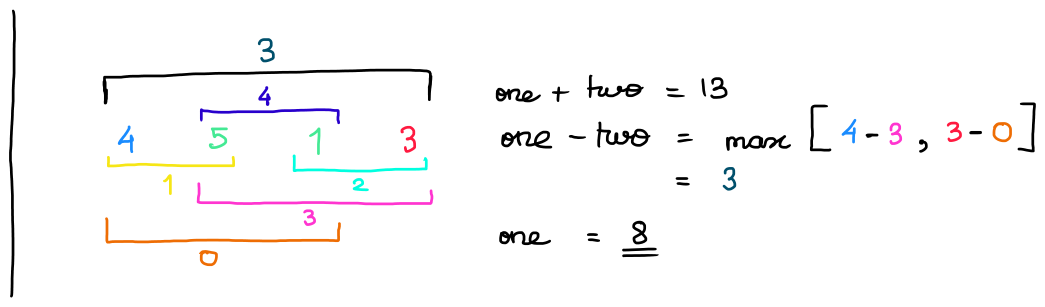 3
4
4 5 1 3
1 2
3
0
one + two = 13
one - two = max [ 4 - 3 , 3 - 0 ]
= 3
one = 8